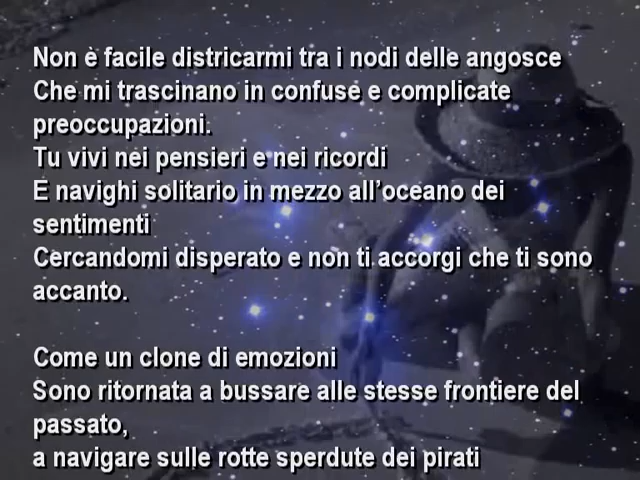 Non è facile districarmi tra i nodi delle angosce
Che mi trascinano in confuse e complicate
preoccupazioni.
Tu vivi nei pensieri e nei ricordi
E navighi solitario in mezzo all'oceano dei
sentimenti
Cercandomi disperato e non ti accorgi che ti sono
accanto.
Come un clone di emozioni
Sono ritornata a bussare alle stesse frontiere del
passato,
a navigare sulle rotte sperdute dei pirati